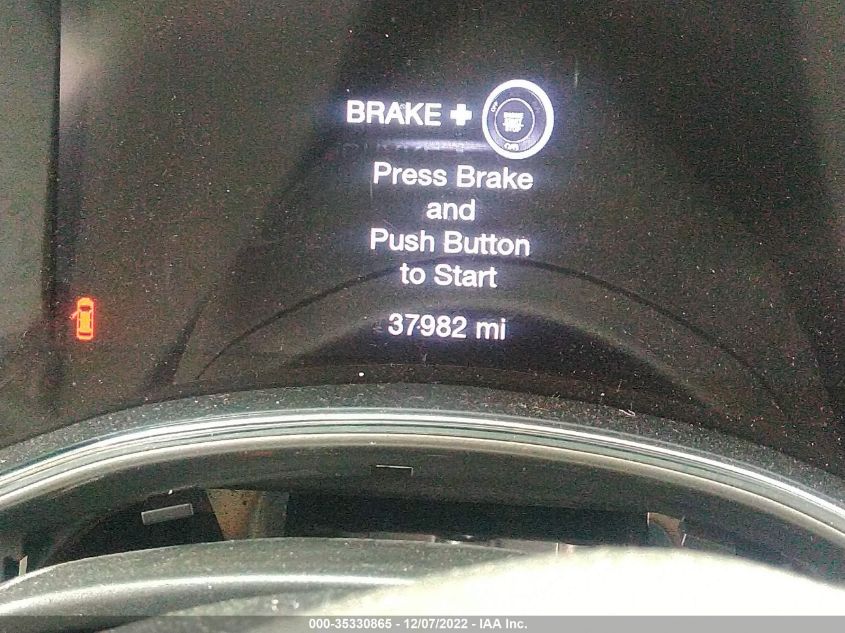 BRAKE +
Press Brake
and
Push Button
to Start
37982 mi
000-35330865 - 12/07/2022 - IAA Inc.